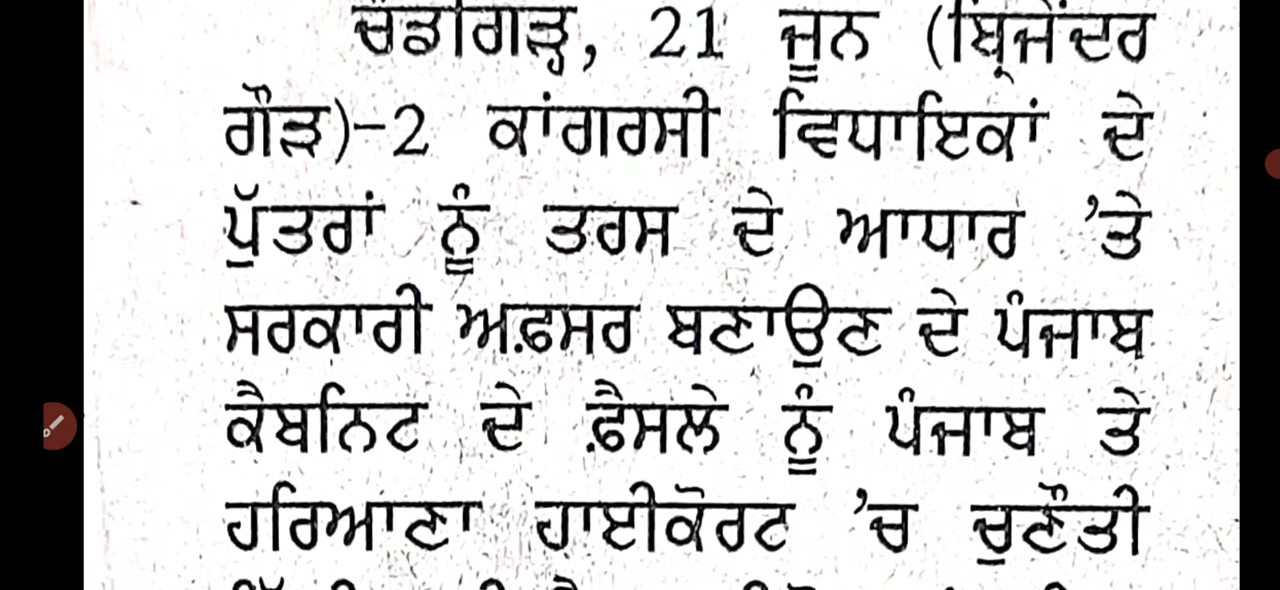 ਚੰਡੀਗੜ੍ਹ, 21 ਜੂਨ (ਬ੍ਰਿਜੇਂਦਰ
ਗੌੜ)-2 ਕਾਂਗਰਸੀ ਵਿਧਾਇਕਾਂ ਦੇ
ਪੁੱਤਰਾਂ ਨੂੰ ਤਰਸ ਦੇ ਆਧਾਰ ’ਤੇ
ਸਰਕਾਰੀ ਅਫ਼ਸਰ ਬਣਾਉਣ ਦੇ ਪੰਜਾਬ
ਕੈਬਨਿਟ ਦੇ ਫ਼ੈਸਲੇ ਨੂੰ ਪੰਜਾਬ ਤੇ
ਹਰਿਆਣਾ ਹਾਈਕੋਰਟ ’ਚ ਚੁਣੌਤੀ